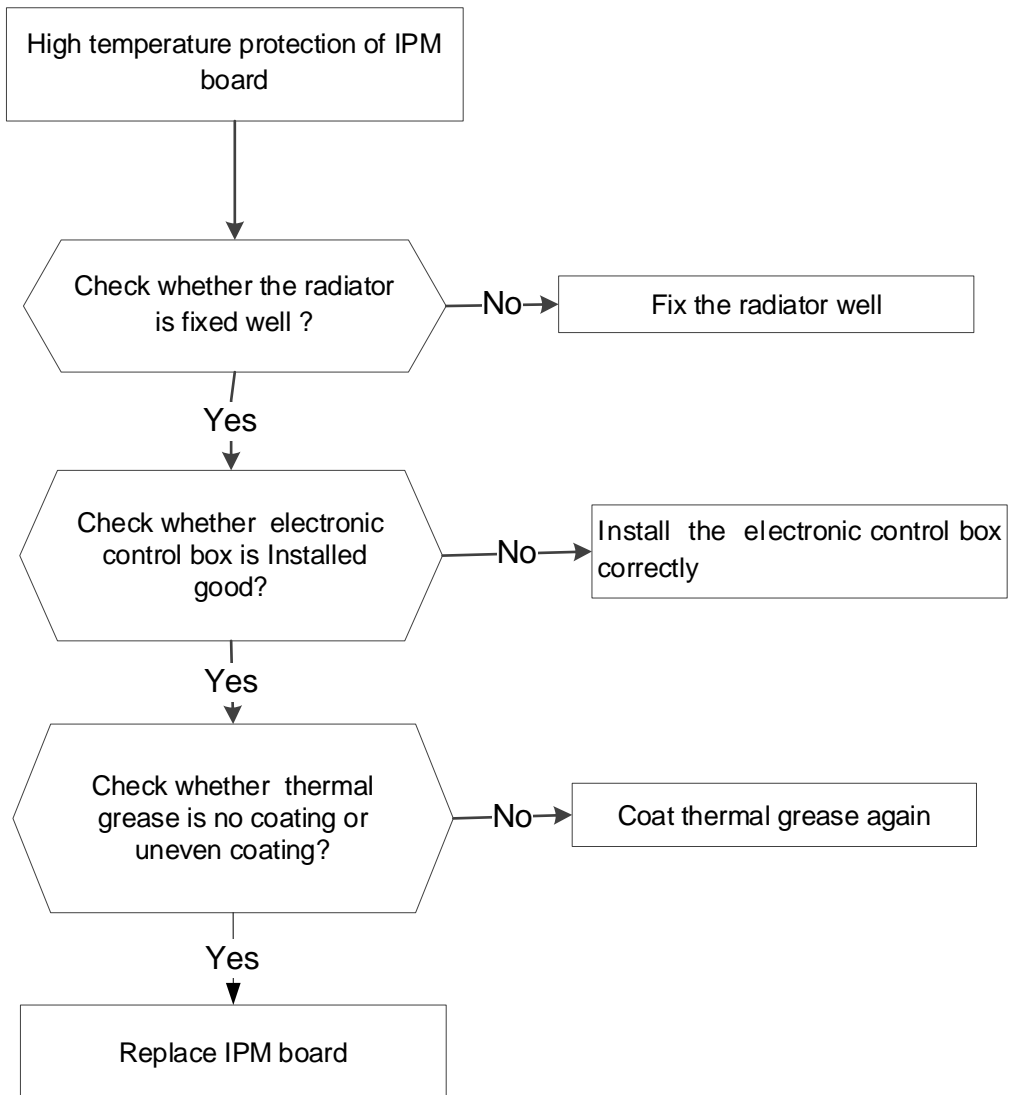 High temperature protection of IPM
board
Check whether the radiator
is fixed well ?
No
Fix the radiator well
Yes
Check whether electronic
control box is Installed
good?
No
Install the electronic control box
correctly
Yes
Check whether thermal
grease is no coating or
uneven coating?
No
Coat thermal grease again
Yes
Replace IPM board